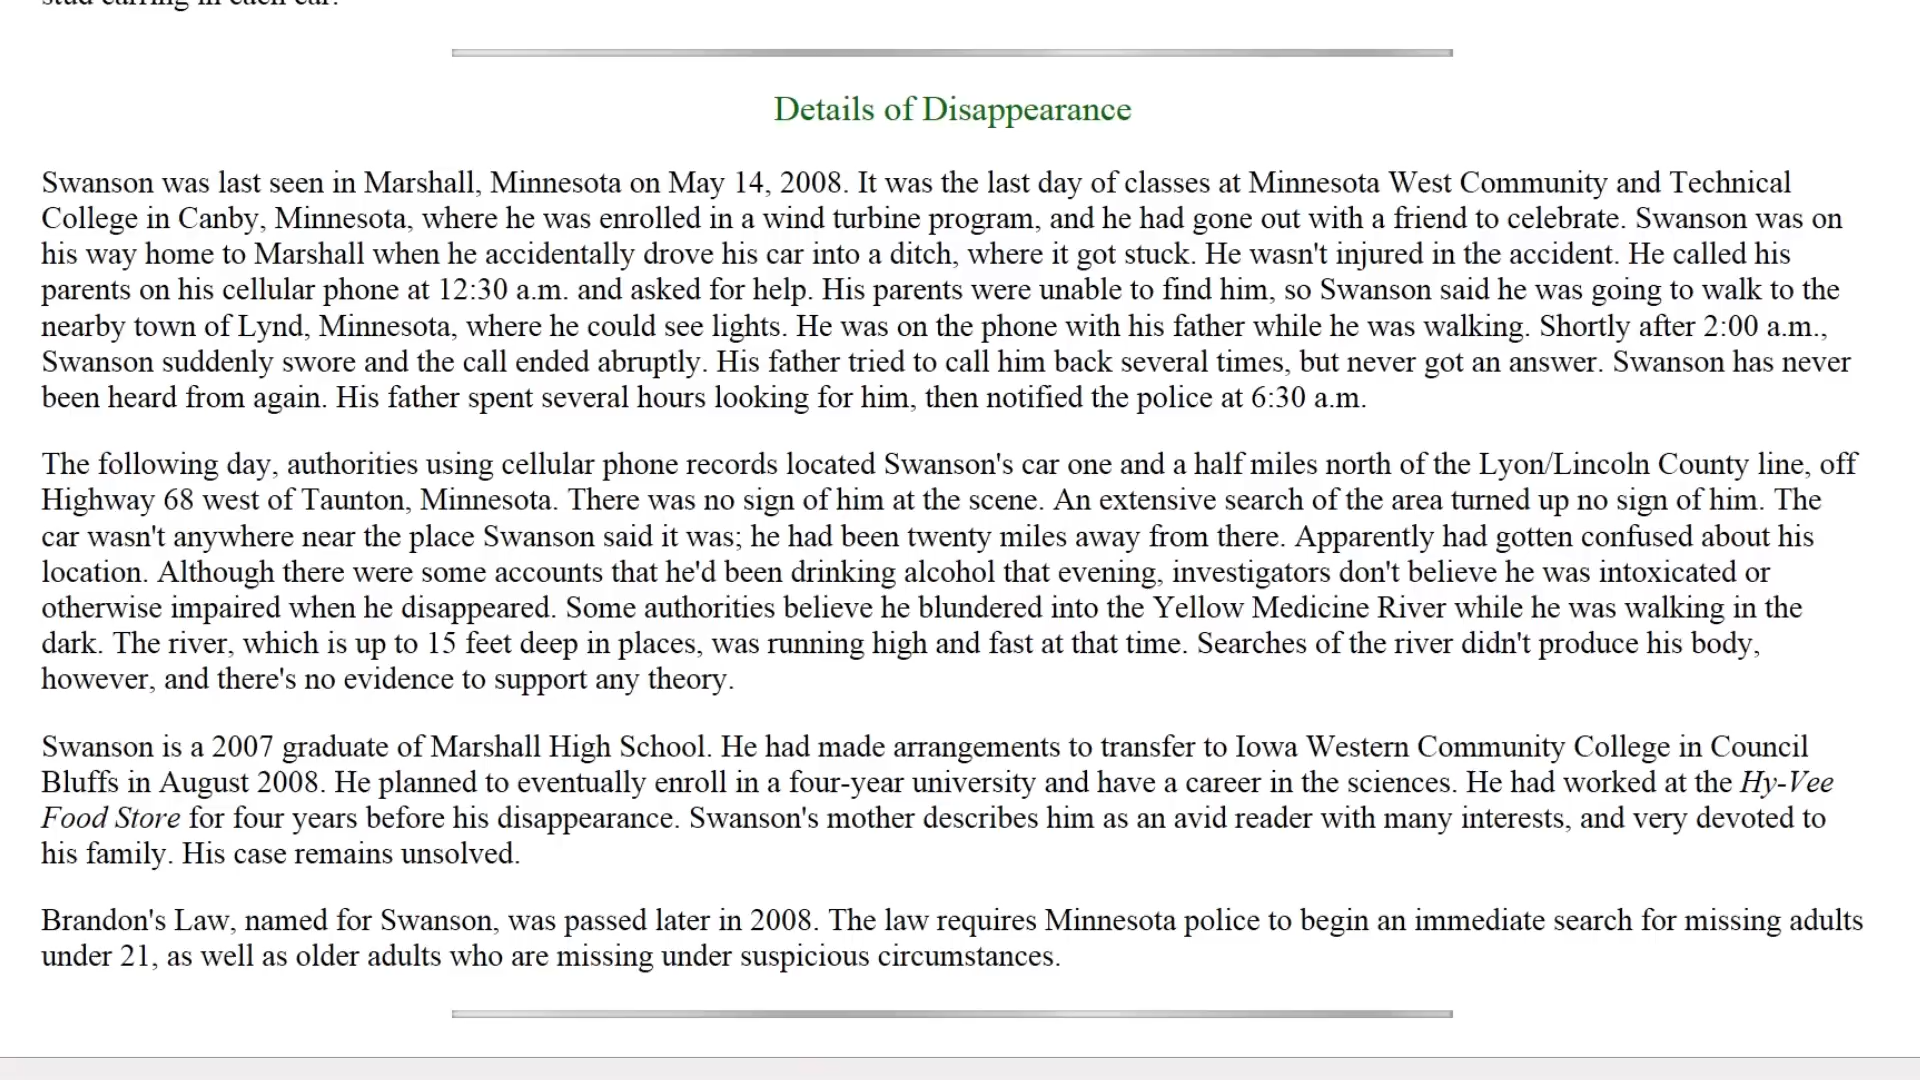 Details of Disappearance
Swanson was last seen in Marshall, Minnesota on May 14, 2008. It was the last day of classes at Minnesota West Community and Technical
College in Canby, Minnesota, where he was enrolled in a wind turbine program, and he had gone out with a friend to celebrate. Swanson was on
his way home to Marshall when he accidentally drove his car into a ditch, where it got stuck. He wasn't injured in the accident. He called his
parents on his cellular phone at 12:30 a.m. and asked for help. His parents were unable to find him, so Swanson said he was going to walk to the
nearby town of Lynd, Minnesota, where he could see lights. He was on the phone with his father while he was walking. Shortly after 2:00 a.m.,
Swanson suddenly swore and the call ended abruptly. His father tried to call him back several times, but never got an answer. Swanson has never
been heard from again. His father spent several hours looking for him, then notified the police at 6:30 a.m.
The following day, authorities using cellular phone records located Swanson's car one and a half miles north of the Lyon/Lincoln County line, off
Highway 68 west of Taunton, Minnesota. There was no sign of him at the scene. An extensive search of the area turned up no sign of him. The
car wasn't anywhere near the place Swanson said it was; he had been twenty miles away from there. Apparently had gotten confused about his
location. Although there were some accounts that he'd been drinking alcohol that evening, investigators don't believe he was intoxicated or
otherwise impaired when he disappeared. Some authorities believe he blundered into the Yellow Medicine River while he was walking in the
dark. The river, which is up to 15 feet deep in places, was running high and fast at that time. Searches of the river didn't produce his body,
however, and there's no evidence to support any theory.
Swanson is a 2007 graduate of Marshall High School. He had made arrangements to transfer to Iowa Western Community College in Council
Bluffs in August 2008. He planned to eventually enroll in a four-year university and have a career in the sciences. He had worked at the Hy-Vee
Food Store for four years before his disappearance. Swanson's mother describes him as an avid reader with many interests, and very devoted to
his family. His case remains unsolved.
Brandon's Law, named for Swanson, was passed later in 2008. The law requires Minnesota police to begin an immediate search for missing adults
under 21, as well as older adults who are missing under suspicious circumstances.